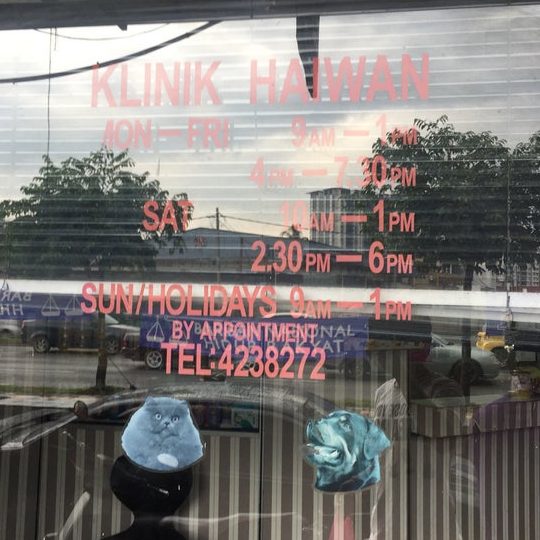 KLINIK HAIWAN
MON — FRI 9AM — 1PM
4PM — 7.30PM
SAT 10AM — 1PM
2.30PM — 6PM
SUN/HOLIDAYS 9AM — 1PM
BY APPOINTMENT
TEL:4238272